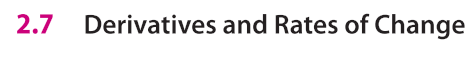 2.7 Derivatives and Rates of Change